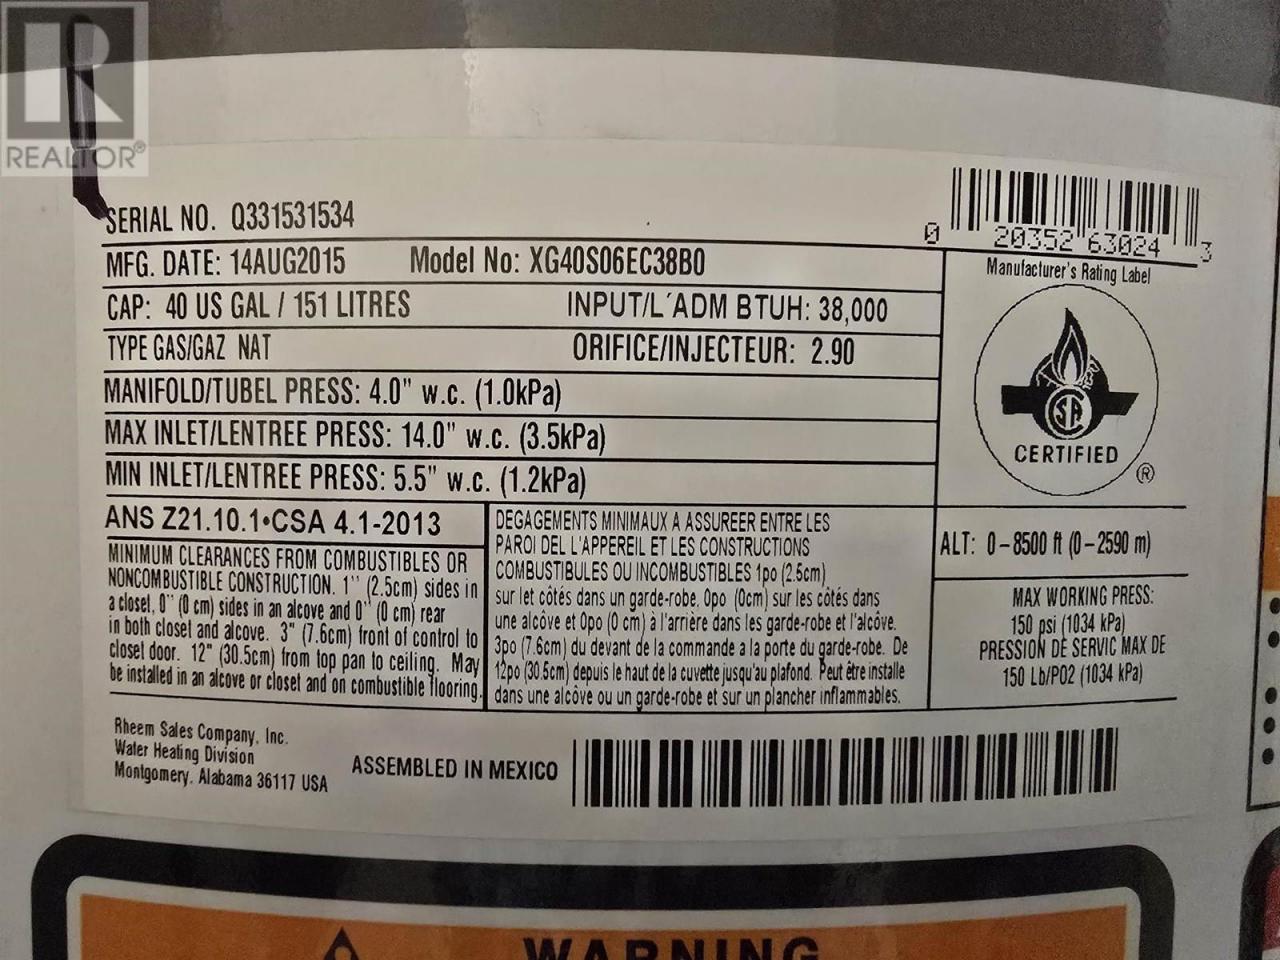 REALTOR®
SERIAL NO. Q331531534
MFG. DATE: 14AUG2015 Model No: XG40S06EC38B0
CAP: 40 US GAL / 151 LITRES INPUT/L´ADM BTUH: 38,000
TYPE GAS/GAZ NAT ORIFICE/INJECTEUR: 2.90
MANIFOLD/TUBEL PRESS: 4.0" w.c. (1.0kPa)
MAX INLET/LENTREE PRESS: 14.0" w.c. (3.5kPa)
MIN INLET/LENTREE PRESS: 5.5" w.c. (1.2kPa)
ANS Z21.10.1•CSA 4.1-2013
MINIMUM CLEARANCES FROM COMBUSTIBLES OR
NONCOMBUSTIBLE CONSTRUCTION. 1'' (2.5cm) sides in
a closet, 0'' (0 cm) sides in an alcove and 0'' (0 cm) rear
in both closet and alcove. 3" (7.6cm) front of control to
closet door. 12" (30.5cm) from top pan to ceiling. May
be installed in an alcove or closet and on combustible flooring.
DEGAGEMENTS MINIMAUX A ASSUREER ENTRE LES
PAROI DEL L'APPEREIL ET LES CONSTRUCTIONS
COMBUSTIBULES OU INCOMBUSTIBLES 1po (2.5cm)
sur let côtés dans un garde-robe, 0po (0cm) sur les côtés dans
une alcôve et 0po (0 cm) à l'arrière dans les garde-robe et l'alcôve.
3po (7.6cm) du devant de la commande a la porte du garde-robe. De
12po (30.5cm) depuis le haut de la cuvette jusqu'au plafond. Peut être installe
dans une alcôve ou un garde-robe et sur un plancher inflammables.
0 20352 63024 3
Manufacturer's Rating Label
CSA
CERTIFIED
®
ALT: 0-8500 ft (0-2590 m)
MAX WORKING PRESS:
150 psi (1034 kPa)
PRESSION DE SERVIC MAX DE
150 Lb/PO2 (1034 kPa)
Rheem Sales Company, Inc.
Water Heating Division
Montgomery, Alabama 36117 USA
ASSEMBLED IN MEXICO
WARNING